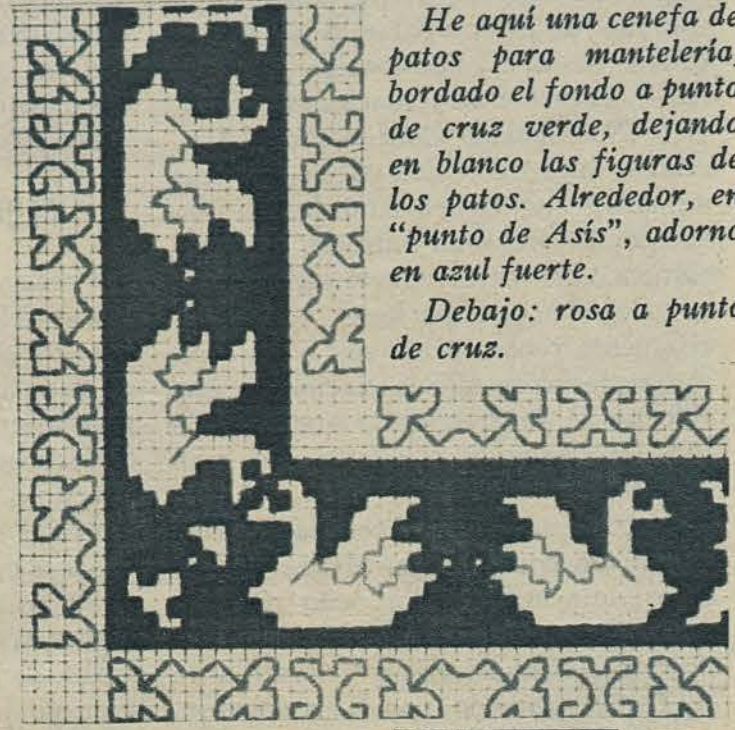 He aquí una cenefa de
patos para mantelería,
bordado el fondo a punto
de cruz verde, dejando
en blanco las figuras de
los patos. Alrededor, en
“punto de Asís”, adorno
en azul fuerte.
Debajo: rosa a punto
de cruz.